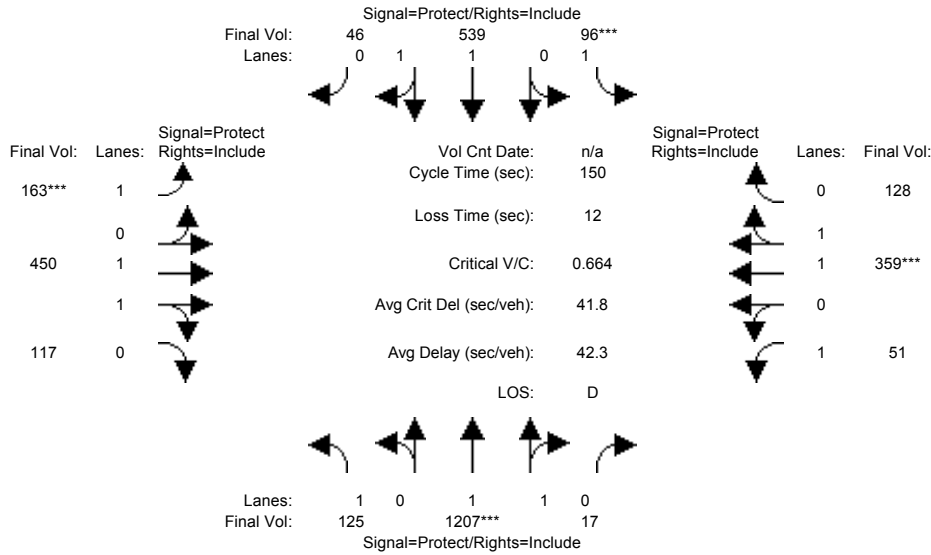 Signal=Protect/Rights=Include
Final Vol: 46 539 96***
Lanes: 0 1 1 0 1
Signal=Protect Signal=Protect
Final Vol: Lanes: Rights=Include Vol Cnt Date: n/a Rights=Include Lanes: Final Vol:
Cycle Time (sec): 150
163*** 1 0 128
Loss Time (sec): 12
0 1
450 1 Critical V/C: 0.664 1 359***
1 Avg Crit Del (sec/veh): 41.8 0
117 0 Avg Delay (sec/veh): 42.3 1 51
LOS: D
Lanes: 1 0 1 1 0
Final Vol: 125 1207*** 17
Signal=Protect/Rights=Include